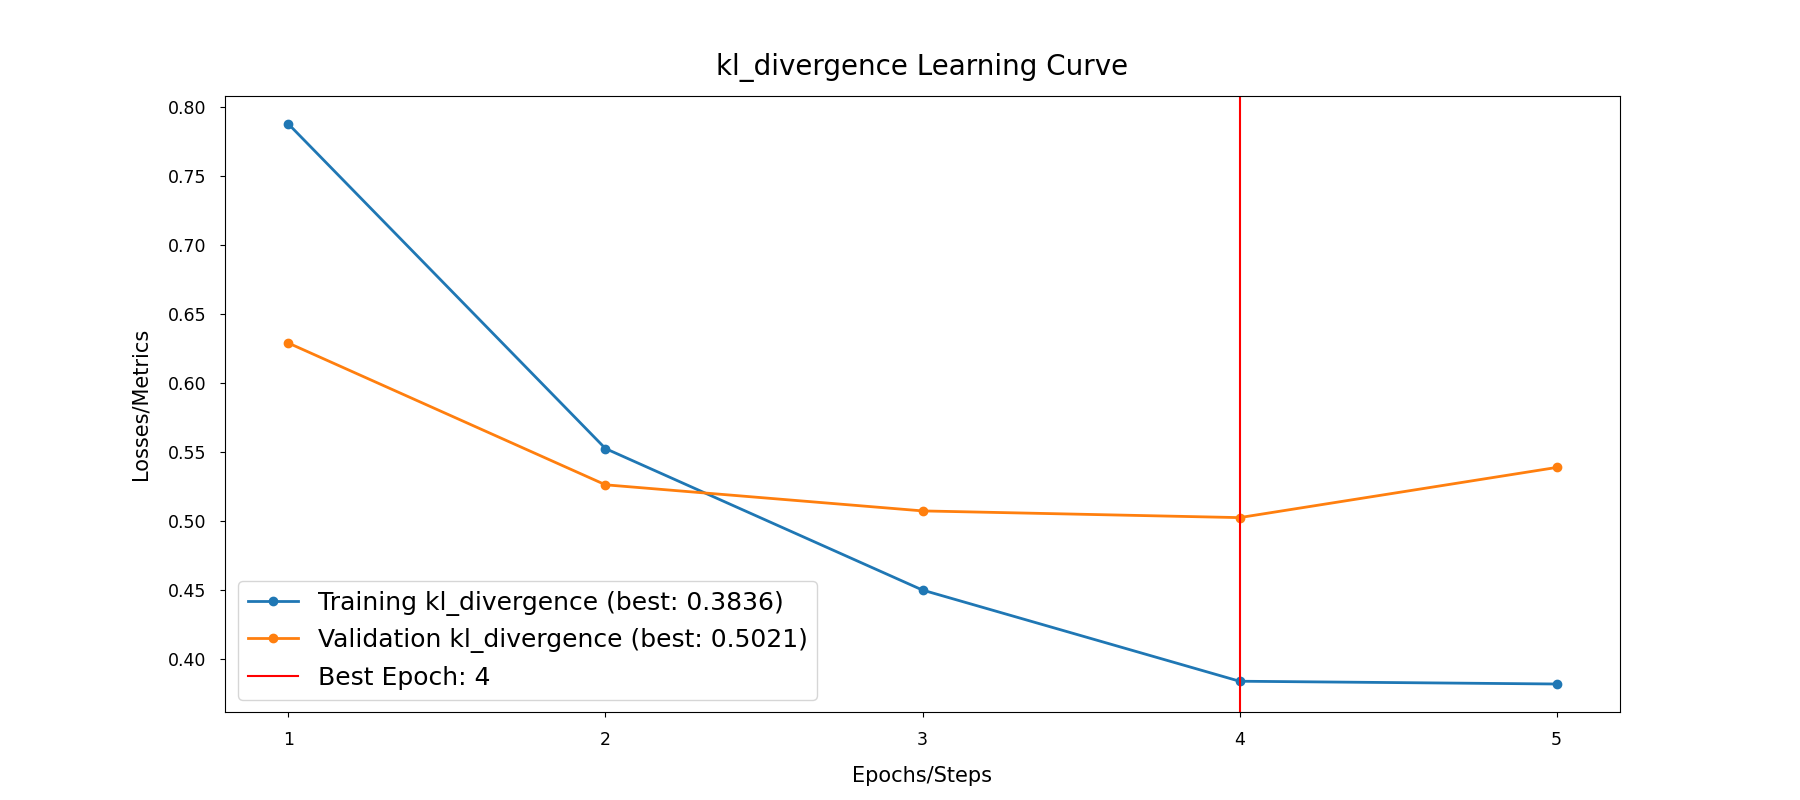 kl_divergence Learning Curve
Losses/Metrics
0.80
0.75
0.70
0.65
0.60
0.55
0.50
0.45
0.40
Training kl_divergence (best: 0.3836)
Validation kl_divergence (best: 0.5021)
Best Epoch: 4
1 2 3 4 5
Epochs/Steps